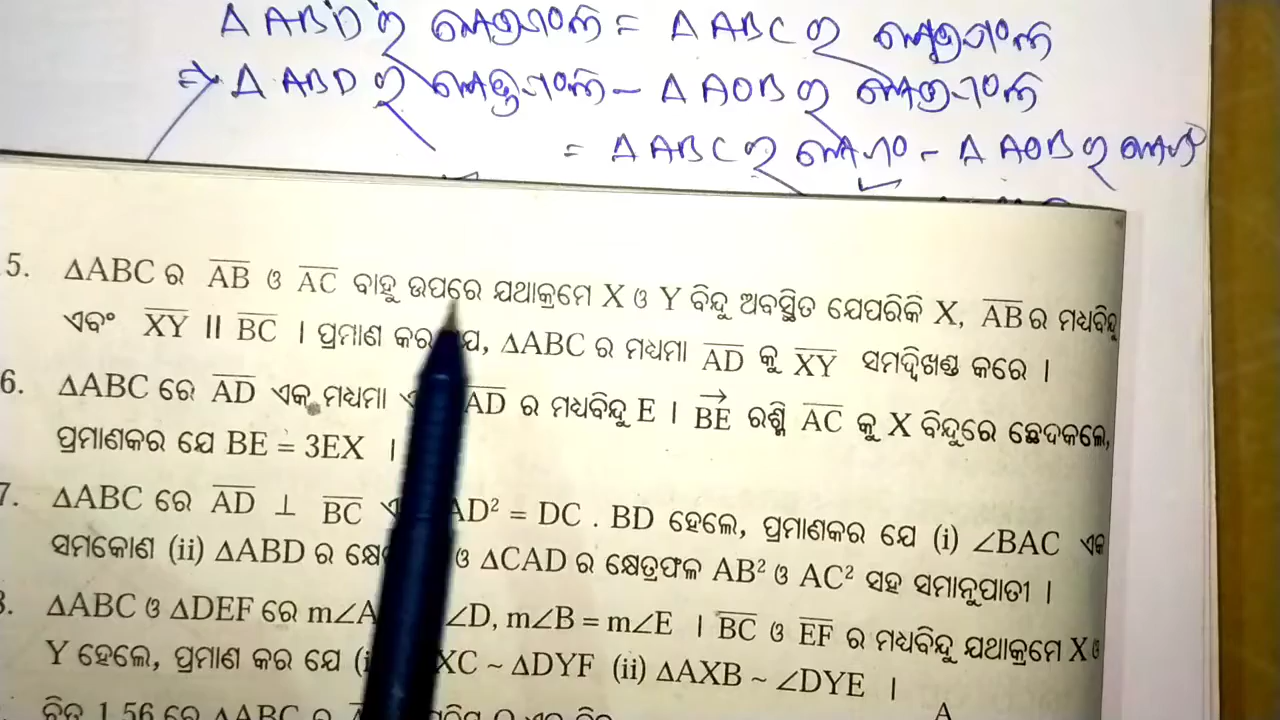 Δ ABD ର କ୍ଷେତ୍ରଫଳ = Δ ABC ର କ୍ଷେତ୍ରଫଳ
⇒ Δ ABD ର କ୍ଷେତ୍ରଫଳ − Δ AOB ର କ୍ଷେତ୍ରଫଳ
= Δ ABC ର − Δ AOB ର
5. ΔABC ର AB ଓ AC ବାହୁ ଉପରେ ଯଥାକ୍ରମେ X ଓ Y ବିନ୍ଦୁ ଅବସ୍ଥିତ ଯେପରିକି X, AB ର ମଧ୍ୟବିନ୍ଦୁ
ଏବଂ XY || BC । ପ୍ରମାଣ କର ଯେ, ΔABC ର ମଧ୍ୟମା AD କୁ XY ସମଦ୍ୱିଖଣ୍ଡ କରେ ।
6. ΔABC ରେ AD ଏକ ମଧ୍ୟମା AD ର ମଧ୍ୟବିନ୍ଦୁ E । BE ରଶ୍ମି AC କୁ X ବିନ୍ଦୁରେ ଛେଦକଲେ,
ପ୍ରମାଣକର ଯେ BE = 3EX ।
7. ΔABC ରେ AD ⊥ BC AD² = DC . BD ହେଲେ, ପ୍ରମାଣକର ଯେ (i) ∠BAC ଏକ
ସମକୋଣ (ii) ΔABD ର ଓ ΔCAD ର କ୍ଷେତ୍ରଫଳ AB² ଓ AC² ସହ ସମାନୁପାତୀ ।
ΔABC ଓ ΔDEF ରେ m∠A ∠D, m∠B = m∠E । BC ଓ EF ର ମଧ୍ୟବିନ୍ଦୁ ଯଥାକ୍ରମେ X ଓ
Y ହେଲେ, ପ୍ରମାଣ କର ଯେ (i) XC ~ ΔDYF (ii) ΔAXB ~ ∠DYE ।
1.56 ରେ ΔABC ର
A